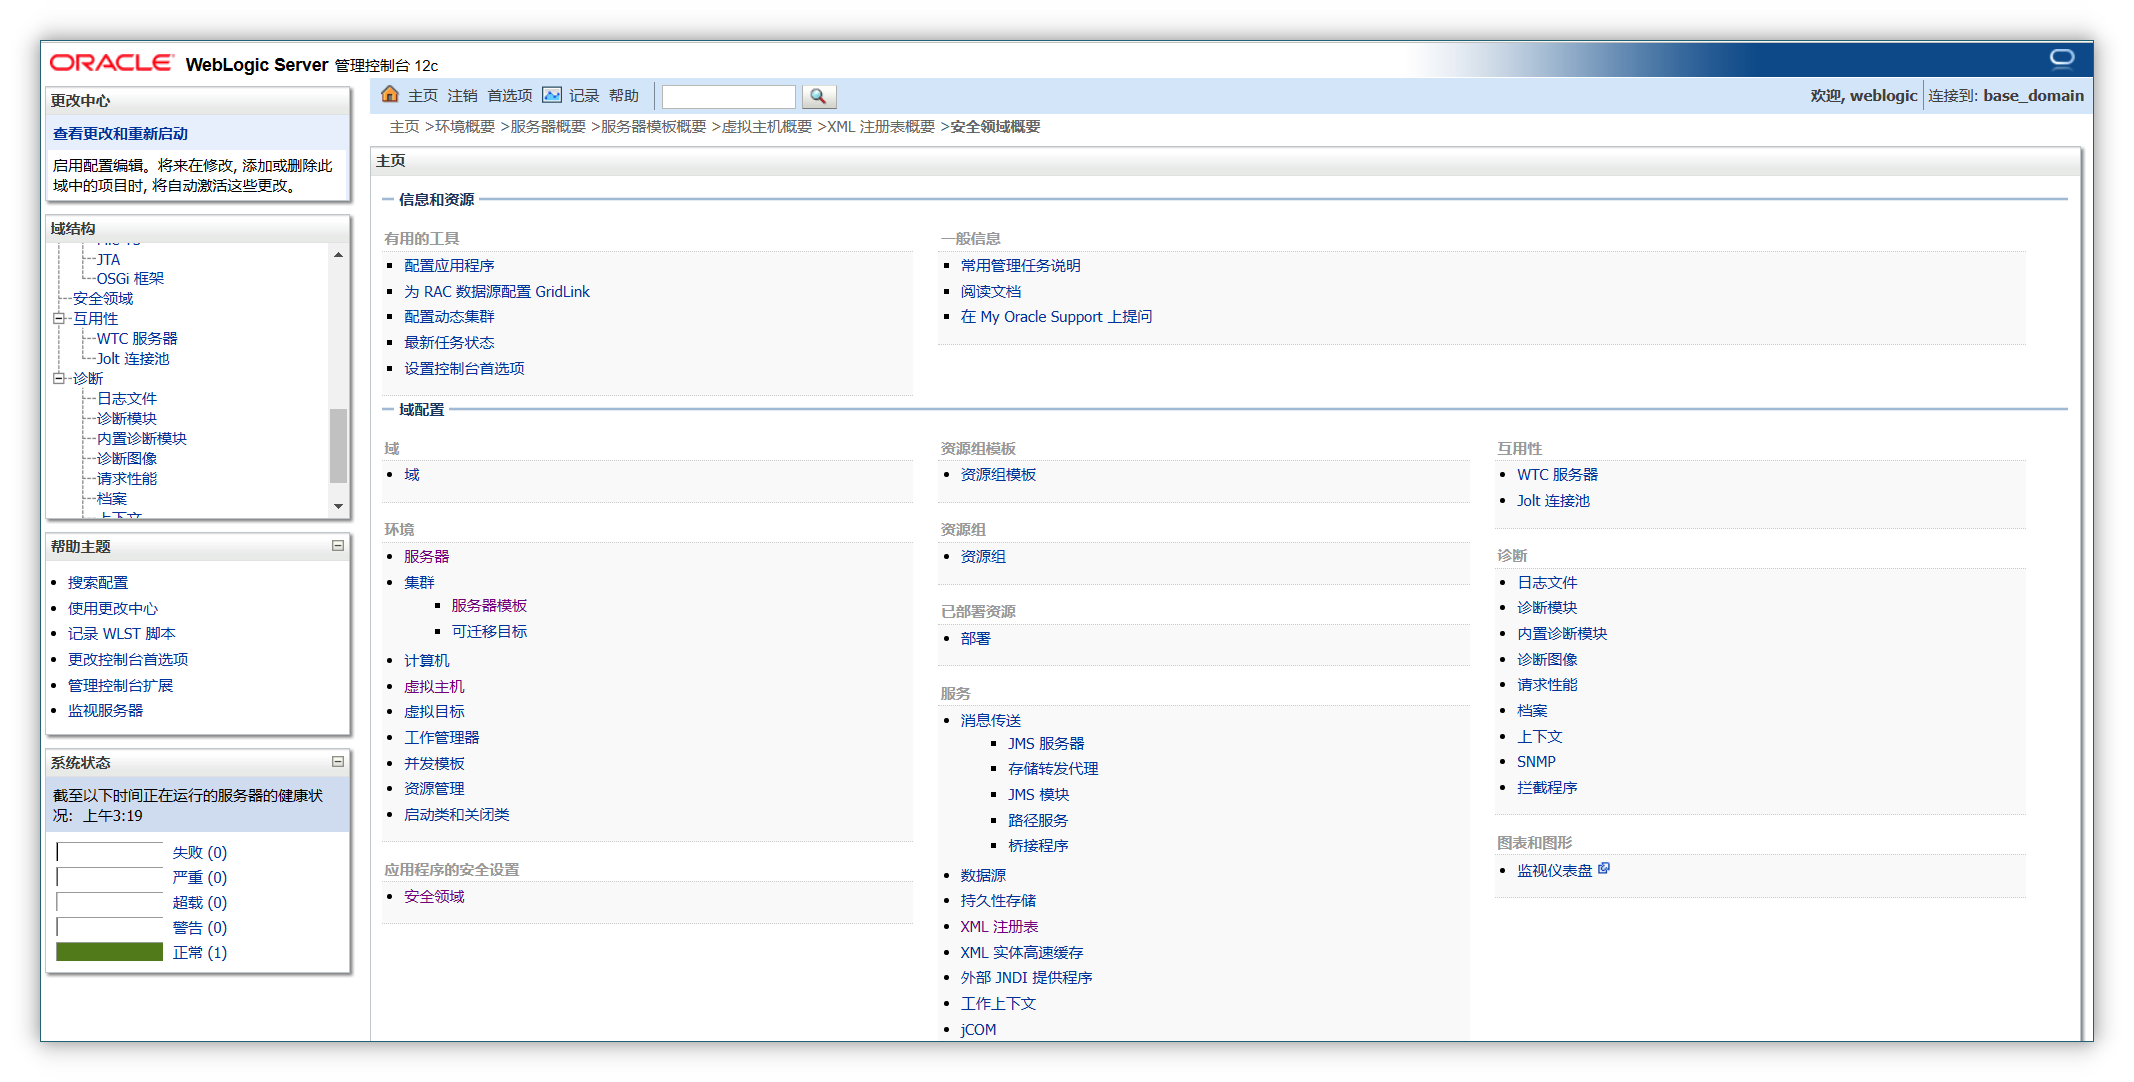 ORACLE WebLogic Server 管理控制台 12c
更改中心
查看更改和重新启动
启用配置编辑。将来在修改, 添加或删除此
域中的项目时, 将自动激活这些更改。
域结构
JTA
OSGi 框架
安全领域
互用性
WTC 服务器
Jolt 连接池
诊断
日志文件
诊断模块
内置诊断模块
诊断图像
请求性能
档案
上下文
帮助主题
搜索配置
使用更改中心
记录 WLST 脚本
更改控制台首选项
管理控制台扩展
监视服务器
系统状态
截至以下时间正在运行的服务器的健康状
况: 上午3:19
失败 (0)
严重 (0)
超载 (0)
警告 (0)
正常 (1)
主页 注销 首选项 记录 帮助
欢迎, weblogic 连接到: base_domain
主页 >环境概要 >服务器概要 >服务器模板概要 >虚拟主机概要 >XML 注册表概要 >安全领域概要
主页
信息和资源
有用的工具
配置应用程序
为 RAC 数据源配置 GridLink
配置动态集群
最新任务状态
设置控制台首选项
一般信息
常用管理任务说明
阅读文档
在 My Oracle Support 上提问
域配置
域
域
环境
服务器
集群
服务器模板
可迁移目标
计算机
虚拟主机
虚拟目标
工作管理器
并发模板
资源管理
启动类和关闭类
应用程序的安全设置
安全领域
资源组模板
资源组模板
资源组
资源组
已部署资源
部署
服务
消息传送
JMS 服务器
存储转发代理
JMS 模块
路径服务
桥接程序
数据源
持久性存储
XML 注册表
XML 实体高速缓存
外部 JNDI 提供程序
工作上下文
jCOM
互用性
WTC 服务器
Jolt 连接池
诊断
日志文件
诊断模块
内置诊断模块
诊断图像
请求性能
档案
上下文
SNMP
拦截程序
图表和图形
监视仪表盘